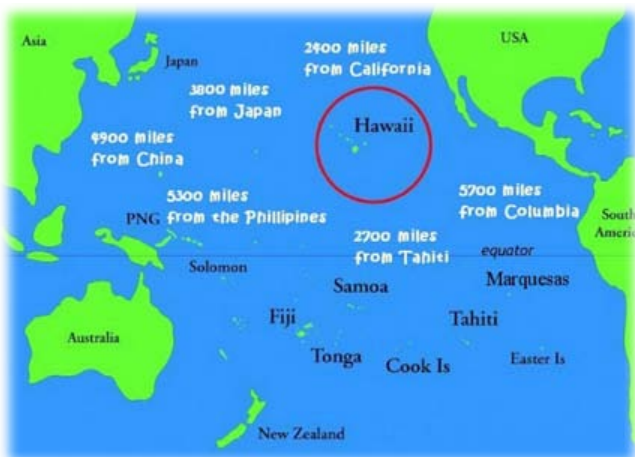 Asia
USA
Japan
2400 miles
from California
3800 miles
from Japan
Hawaii
4900 miles
from China
5300 miles
from the Phillipines
5700 miles
from Columbia
PNG
South
Americ
2700 miles
from Tahiti
equator
Solomon
Samoa
Marquesas
Fiji
Tahiti
Australia
Tonga
Cook Is
Easter Is
New Zealand